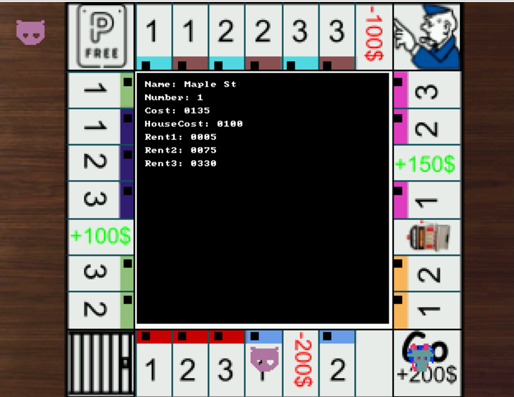 P
FREE
1
1
2
2
3
3
-100$
1
1
2
3
+100$
3
2
Name: Maple St
Number: 1
Cost: 0135
HouseCost: 0100
Rent1: 0005
Rent2: 0075
Rent3: 0330
3
2
+150$
1
2
1
1
2
3
-200$
2
Go
+200$